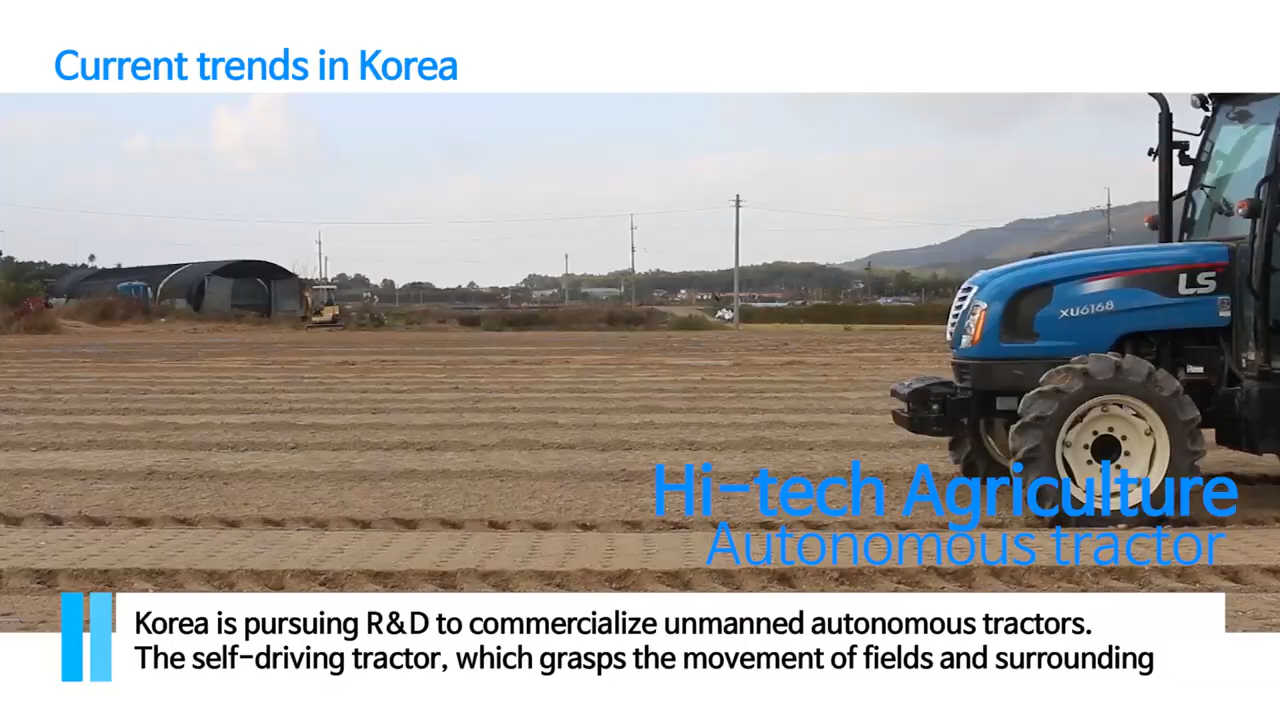 Current trends in Korea
LS
XU6168
Hi-tech Agriculture
Autonomous tractor
Korea is pursuing R&D to commercialize unmanned autonomous tractors.
The self-driving tractor, which grasps the movement of fields and surrounding